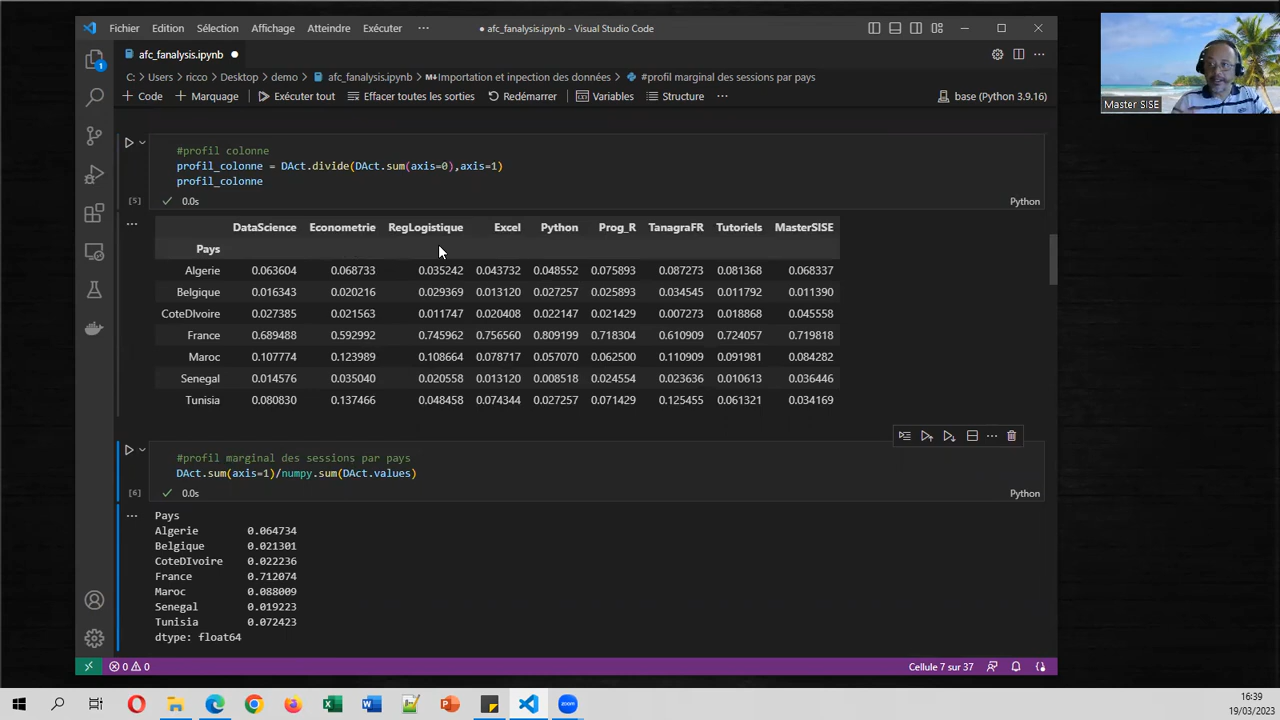 Fichier Edition Sélection Affichage Atteindre Exécuter ··· ● afc_fanalysis.ipynb - Visual Studio Code
afc_fanalysis.ipynb ●
C: > Users > ricco > Desktop > demo > afc_fanalysis.ipynb > M↓Importation et inpection des données > #profil marginal des sessions par pays
+ Code + Marquage Exécuter tout Effacer toutes les sorties Redémarrer Variables Structure ··· base (Python 3.9.16)
#profil colonne
profil_colonne = DAct.divide(DAct.sum(axis=0),axis=1)
profil_colonne
[5] ✓ 0.0s Python
DataScience Econometrie RegLogistique Excel Python Prog_R TanagraFR Tutoriels MasterSISE
Pays
Algerie 0.063604 0.068733 0.035242 0.043732 0.048552 0.075893 0.087273 0.081368 0.068337
Belgique 0.016343 0.020216 0.029369 0.013120 0.027257 0.025893 0.034545 0.011792 0.011390
CoteDIvoire 0.027385 0.021563 0.011747 0.020408 0.022147 0.021429 0.007273 0.018868 0.045558
France 0.689488 0.592992 0.745962 0.756560 0.809199 0.718304 0.610909 0.724057 0.719818
Maroc 0.107774 0.123989 0.108664 0.078717 0.057070 0.062500 0.110909 0.091981 0.084282
Senegal 0.014576 0.035040 0.020558 0.013120 0.008518 0.024554 0.023636 0.010613 0.036446
Tunisia 0.080830 0.137466 0.048458 0.074344 0.027257 0.071429 0.125455 0.061321 0.034169
#profil marginal des sessions par pays
DAct.sum(axis=1)/numpy.sum(DAct.values)
[6] ✓ 0.0s Python
Pays
Algerie 0.064734
Belgique 0.021301
CoteDIvoire 0.022236
France 0.712074
Maroc 0.088009
Senegal 0.019223
Tunisia 0.072423
dtype: float64
0 0 Cellule 7 sur 37
Master SISE
16:39
19/03/2023